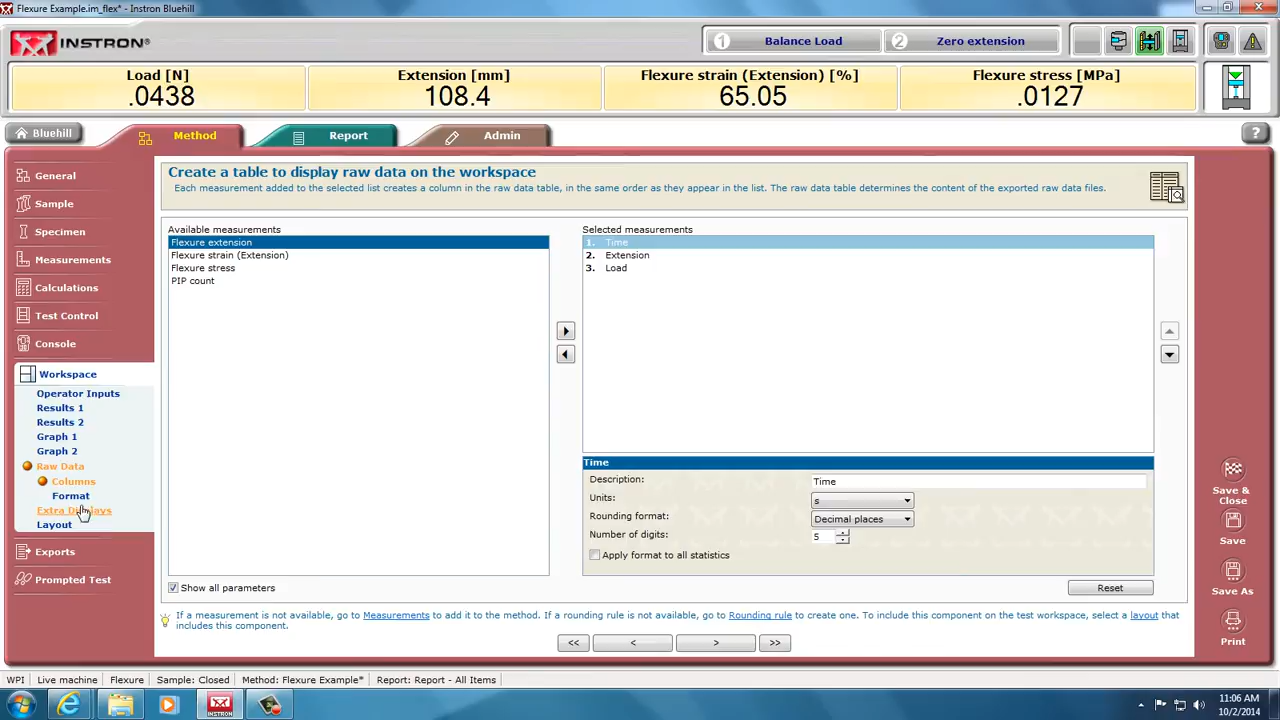 Flexure Example.im_flex* - Instron Bluehill
INSTRON®
1 Balance Load
2 Zero extension
Load [N]
.0438
Extension [mm]
108.4
Flexure strain (Extension) [%]
65.05
Flexure stress [MPa]
.0127
Bluehill
Method
Report
Admin
?
General
Sample
Specimen
Measurements
Calculations
Test Control
Console
Workspace
Operator Inputs
Results 1
Results 2
Graph 1
Graph 2
Raw Data
Columns
Format
Extra Displays
Layout
Exports
Prompted Test
Create a table to display raw data on the workspace
Each measurement added to the selected list creates a column in the raw data table, in the same order as they appear in the list. The raw data table determines the content of the exported raw data files.
Available measurements
Flexure extension
Flexure strain (Extension)
Flexure stress
PIP count
Show all parameters
Selected measurements
1. Time
2. Extension
3. Load
Time
Description: Time
Units: s
Rounding format: Decimal places
Number of digits: 5
Apply format to all statistics
Reset
If a measurement is not available, go to Measurements to add it to the method. If a rounding rule is not available, go to Rounding rule to create one. To include this component on the test workspace, select a layout that
includes this component.
<< < > >>
Save &
Close
Save
Save As
Print
WPI Live machine Flexure Sample: Closed Method: Flexure Example* Report: Report - All Items
INSTRON
11:06 AM
10/2/2014